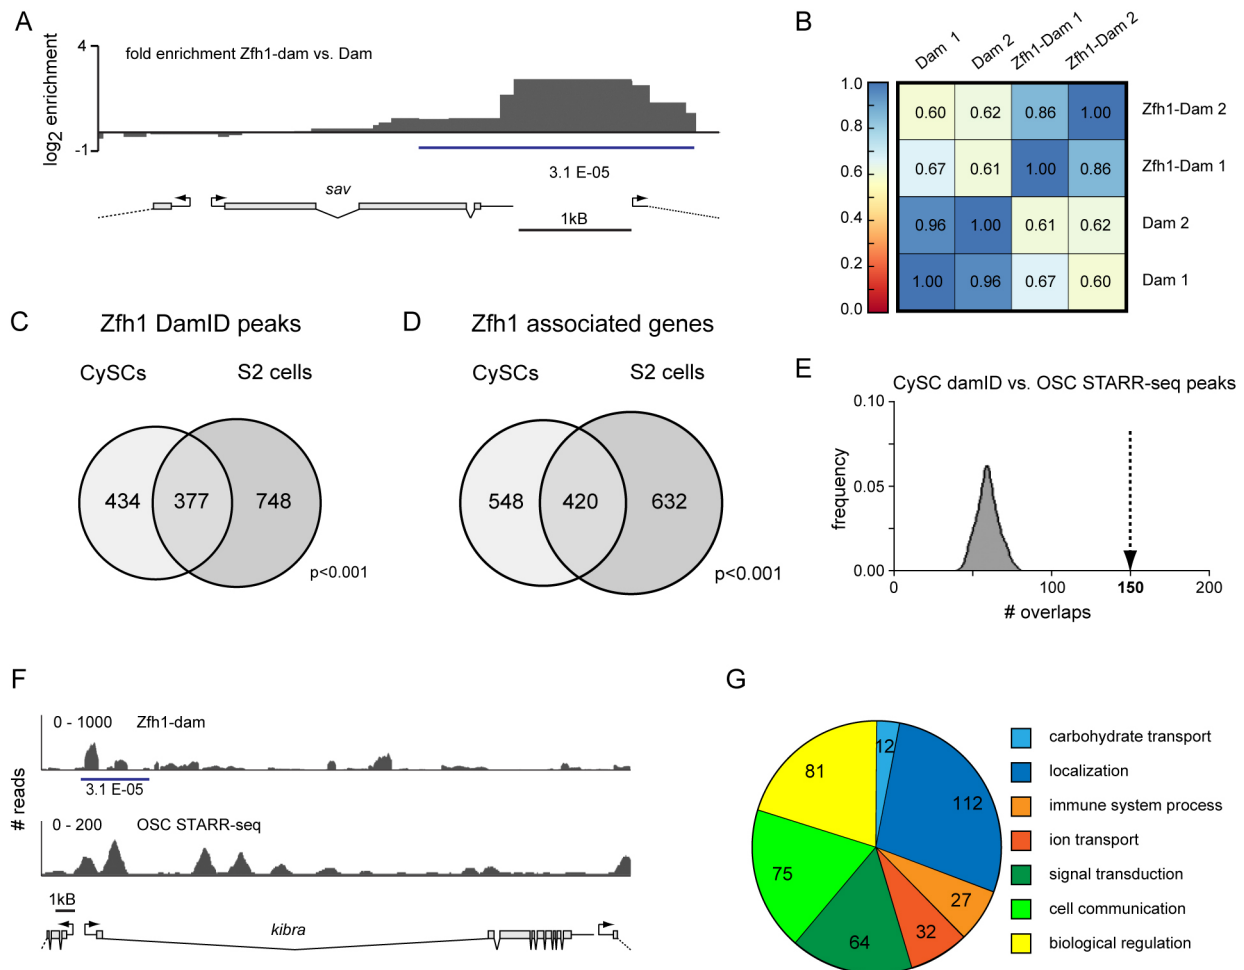 A
4
fold enrichment Zfh1-dam vs. Dam
log2 enrichment
-1
3.1 E-05
sav
1kB
B
Dam 1
Dam 2
Zfh1-Dam 1
Zfh1-Dam 2
1.0
0.8
0.6
0.4
0.2
0.0
0.60 0.62 0.86 1.00 Zfh1-Dam 2
0.67 0.61 1.00 0.86 Zfh1-Dam 1
0.96 1.00 0.61 0.62 Dam 2
1.00 0.96 0.67 0.60 Dam 1
C
Zfh1 DamID peaks
CySCs S2 cells
434 377 748
p<0.001
D
Zfh1 associated genes
CySCs S2 cells
548 420 632
p<0.001
E
CySC damID vs. OSC STARR-seq peaks
0.10
0.05
0.00
frequency
0 100 150 200
# overlaps
F
0 - 1000 Zfh1-dam
3.1 E-05
# reads
0 - 200 OSC STARR-seq
1kB
kibra
G
12
112
27
32
64
75
81
carbohydrate transport
localization
immune system process
ion transport
signal transduction
cell communication
biological regulation